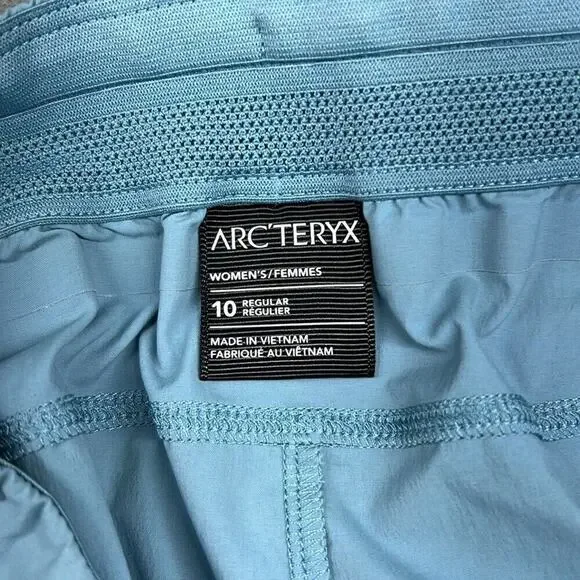 ARC'TERYX
WOMEN'S/FEMMES
10 REGULAR
RÉGULIER
MADE IN VIETNAM
FABRIQUÉ AU VIÊTNAM